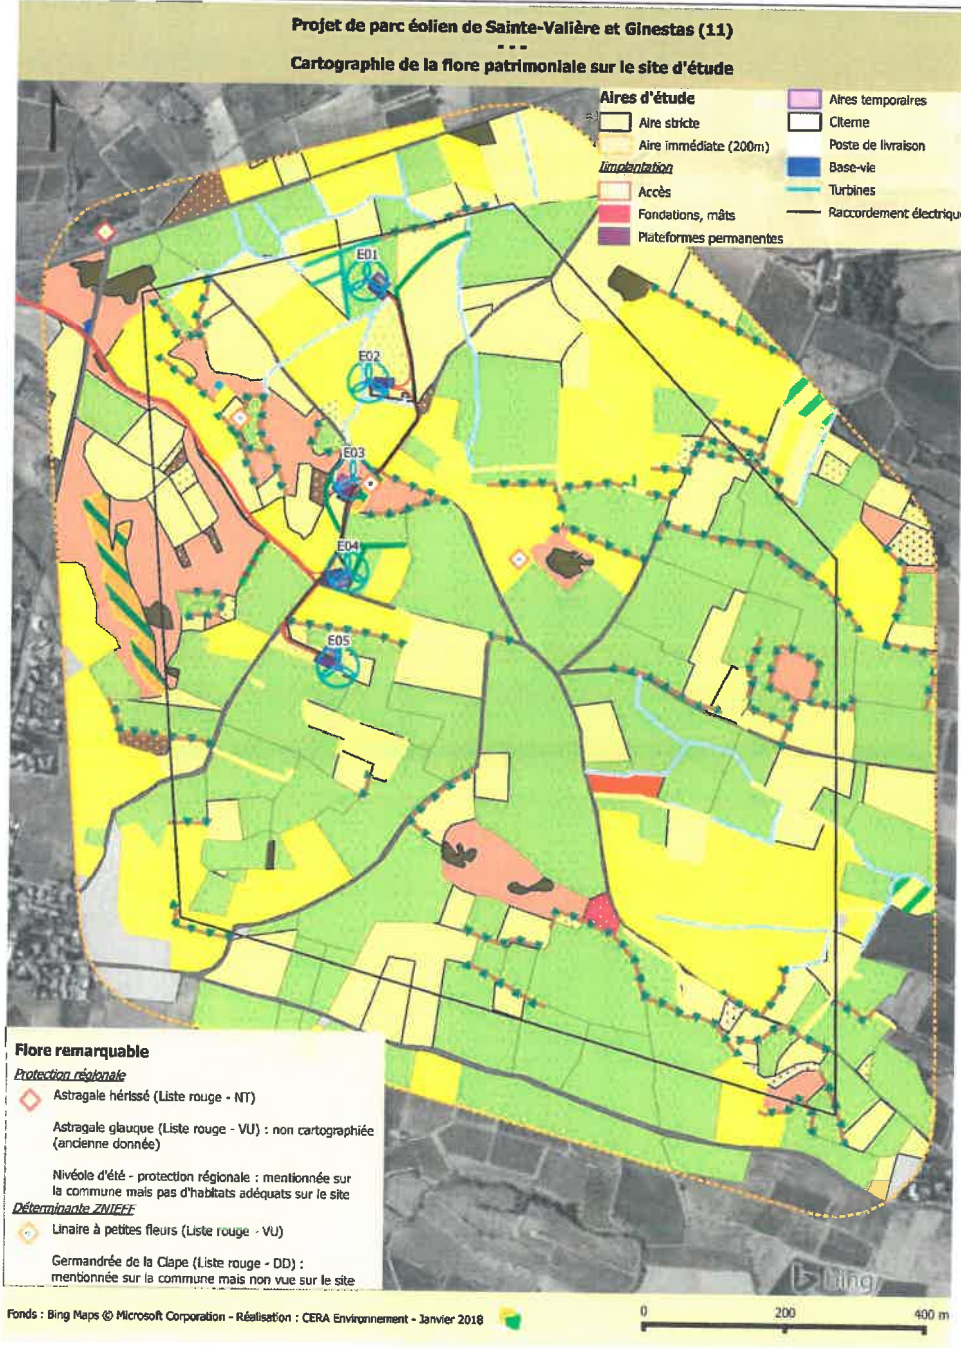 Projet de parc éolien de Sainte-Valière et Ginestas (11)
---
Cartographie de la flore patrimoniale sur le site d'étude
Aires d'étude
Aire stricte
Aire immédiate (200m)
Iimplantation
Accès
Fondations, mâts
Plateformes permanentes
Aires temporaires
Citerne
Poste de livraison
Base-vie
Turbines
Raccordement électrique
E01
E02
E03
E04
E05
Flore remarquable
Protection régionale
Astragale hérissé (Liste rouge - NT)
Astragale glauque (Liste rouge - VU) : non cartographiée
(ancienne donnée)
Nivéole d'été - protection régionale : mentionnée sur
la commune mais pas d'habitats adéquats sur le site
Déterminante ZNIEFF
Linaire à petites fleurs (Liste rouge - VU)
Germandrée de la Clape (Liste rouge - DD) :
mentionnée sur la commune mais non vue sur le site
bing
Fonds : Bing Maps © Microsoft Corporation - Réalisation : CERA Environnement - Janvier 2018
0 200 400 m